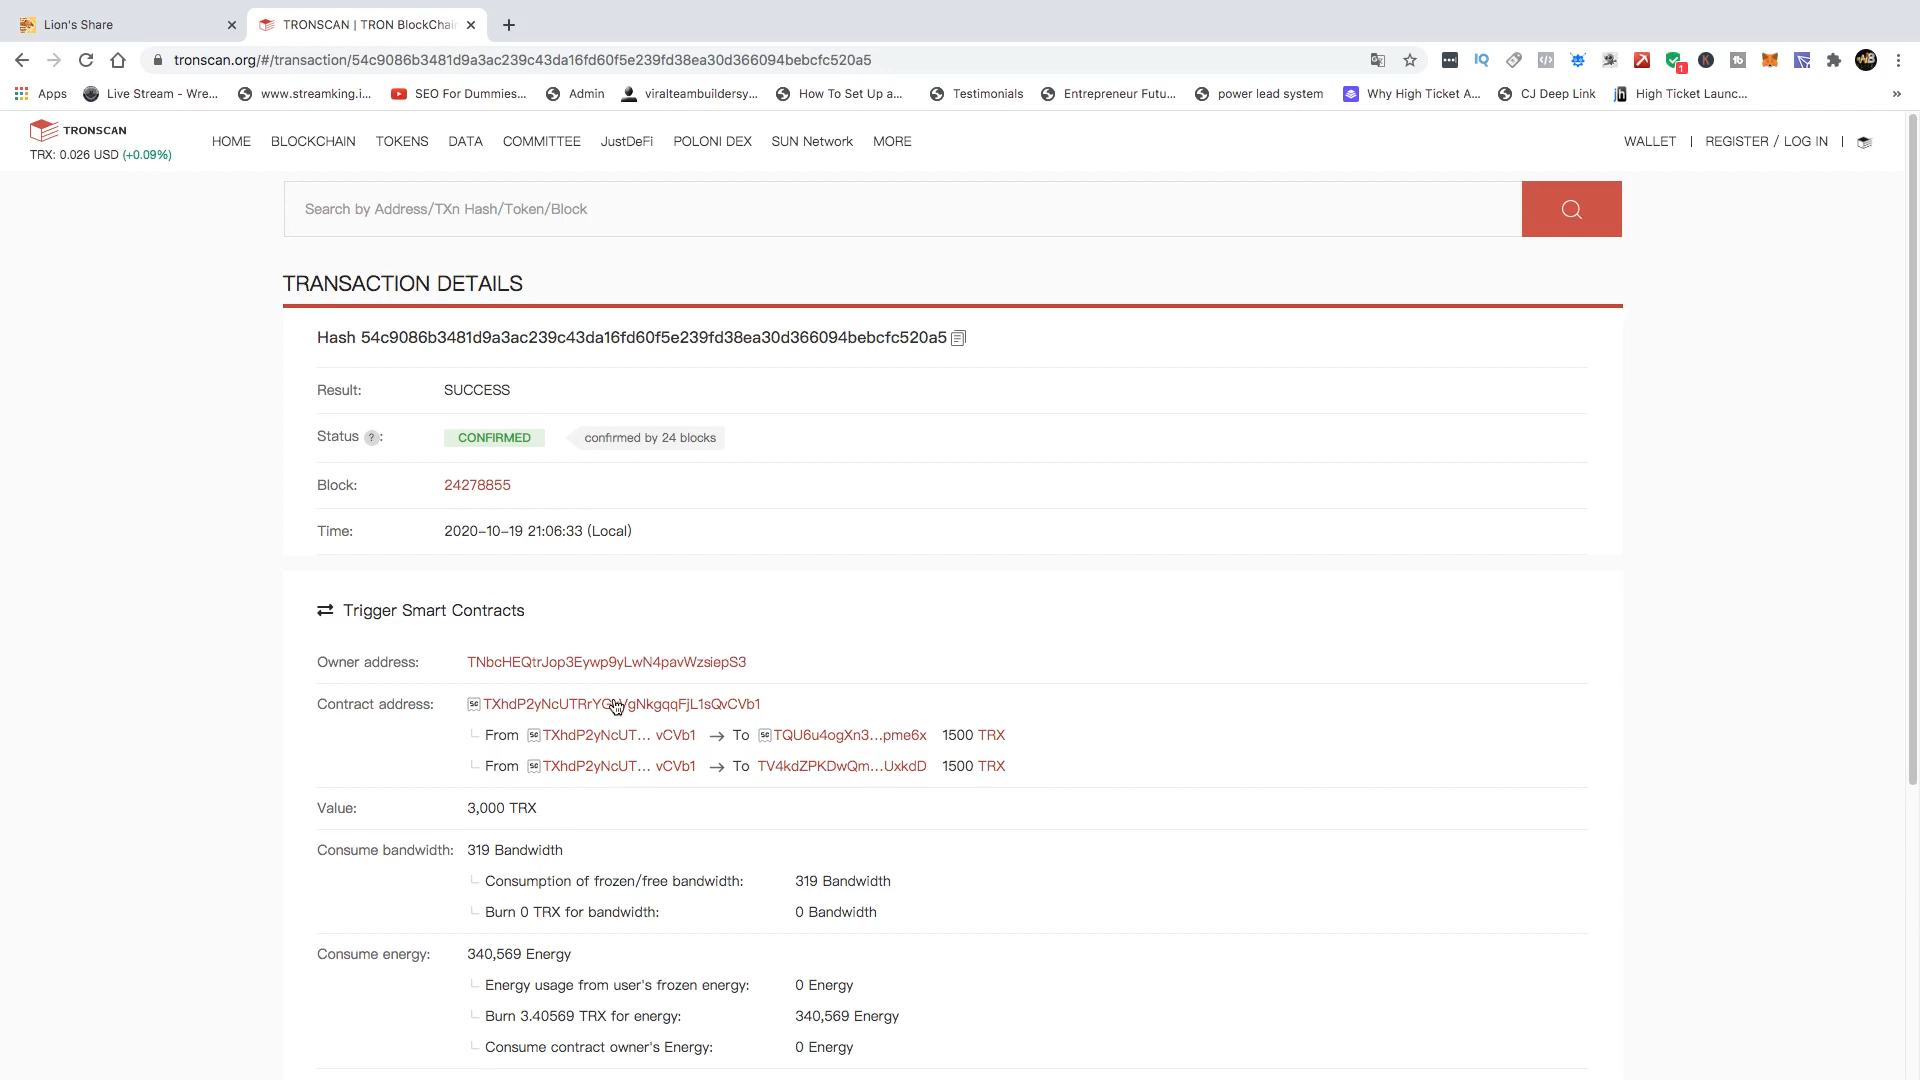 Lion's Share
TRONSCAN | TRON BlockChai
tronscan.org/#/transaction/54c9086b3481d9a3ac239c43da16fd60f5e239fd38ea30d366094bebcfc520a5
Apps Live Stream - Wre... www.streamking.i... SEO For Dummies... Admin viralteambuildersy... How To Set Up a... Testimonials Entrepreneur Futu... power lead system Why High Ticket A... CJ Deep Link High Ticket Launc... »
TRONSCAN
TRX: 0.026 USD (+0.09%)
HOME BLOCKCHAIN TOKENS DATA COMMITTEE JustDeFi POLONI DEX SUN Network MORE WALLET | REGISTER / LOG IN |
Search by Address/TXn Hash/Token/Block
TRANSACTION DETAILS
Hash 54c9086b3481d9a3ac239c43da16fd60f5e239fd38ea30d366094bebcfc520a5
Result: SUCCESS
Status ?: CONFIRMED confirmed by 24 blocks
Block: 24278855
Time: 2020-10-19 21:06:33 (Local)
Trigger Smart Contracts
Owner address: TNbcHEQtrJop3Eywp9yLwN4pavWzsiepS3
Contract address:
From TXhdP2yNcUT... vCVb1 → To TQU6u4ogXn3...pme6x 1500 TRX
From TXhdP2yNcUT... vCVb1 → To TV4kdZPKDwQm...UxkdD 1500 TRX
Value: 3,000 TRX
Consume bandwidth: 319 Bandwidth
Consumption of frozen/free bandwidth: 319 Bandwidth
Burn 0 TRX for bandwidth: 0 Bandwidth
Consume energy: 340,569 Energy
Energy usage from user's frozen energy: 0 Energy
Burn 3.40569 TRX for energy: 340,569 Energy
Consume contract owner's Energy: 0 Energy